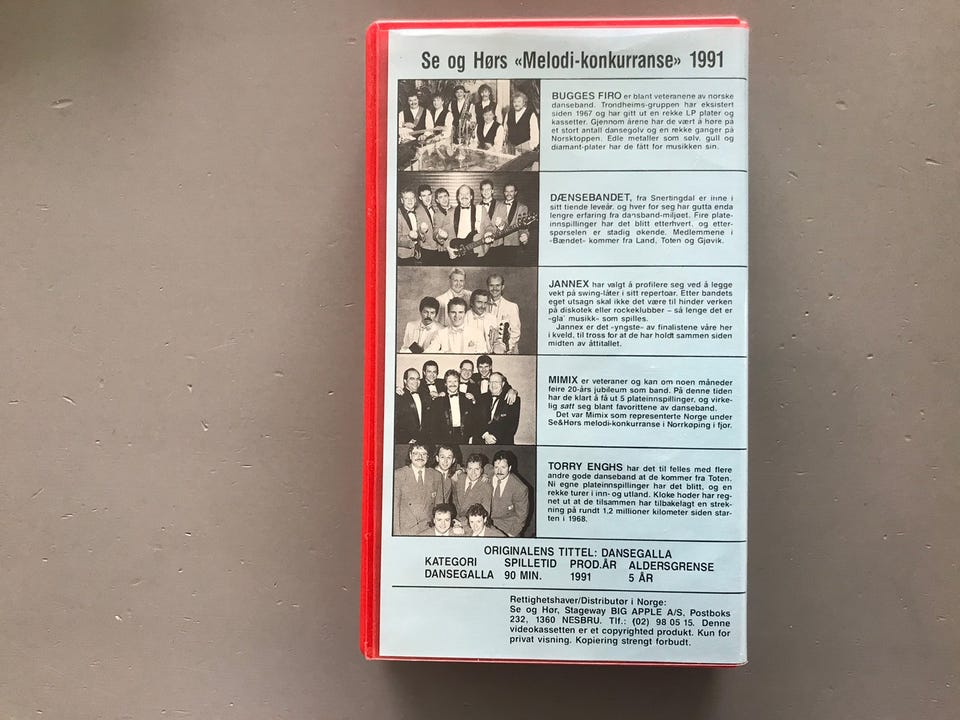 Se og Hørs «Melodi-konkurranse» 1991
BUGGES FIRO er blant veteranene av norske
danseband. Trondheims-gruppen har eksistert
siden 1967 og har gitt ut en rekke LP plater og
kassetter. Gjennom årene har de vært å høre på
et stort antall dansegolv og en rekke ganger på
Norsktoppen. Edle metaller som sølv, gull og
diamant-plater har de fått for musikken sin.
DÆNSEBANDET, fra Snertingdal er inne i
sitt tiende leveår, og hver for seg har gutta enda
lengre erfaring fra dansband-miljøet. Fire plate-
innspillinger har det blitt etterhvert, og etter-
spørselen er stadig økende. Medlemmene i
«Bændet» kommer fra Land, Toten og Gjøvik.
JANNEX har valgt å profilere seg ved å legge
vekt på swing-låter i sitt repertoar. Etter bandets
eget utsagn skal ikke det være til hinder verken
på diskotek eller rockeklubber – så lenge det er
«gla' musikk» som spilles.
Jannex er det «yngste» av finalistene våre her
i kveld, til tross for at de har holdt sammen siden
midten av åttitallet.
MIMIX er veteraner og kan om noen måneder
feire 20-års jubileum som band. På denne tiden
har de klart å få ut 5 plateinnspillinger, og virke-
lig satt seg blant favorittene av danseband.
Det var Mimix som representerte Norge under
Se&Hørs melodi-konkurranse i Norrkøping i fjor.
TORRY ENGHS har det til felles med flere
andre gode danseband at de kommer fra Toten.
Ni egne plateinnspillinger har det blitt, og en
rekke turer i inn- og utland. Kloke hoder har reg-
net ut at de tilsammen har tilbakelagt en strek-
ning på rundt 1,2 millioner kilometer siden star-
ten i 1968.
ORIGINALENS TITTEL: DANSEGALLA
KATEGORI SPILLETID PROD.ÅR ALDERSGRENSE
DANSEGALLA 90 MIN. 1991 5 ÅR
Rettighetshaver/Distributør i Norge:
Se og Hør, Stageway BIG APPLE A/S, Postboks
232, 1360 NESBRU. Tlf.: (02) 98 05 15. Denne
videokassetten er et copyrighted produkt. Kun for
privat visning. Kopiering strengt forbudt.